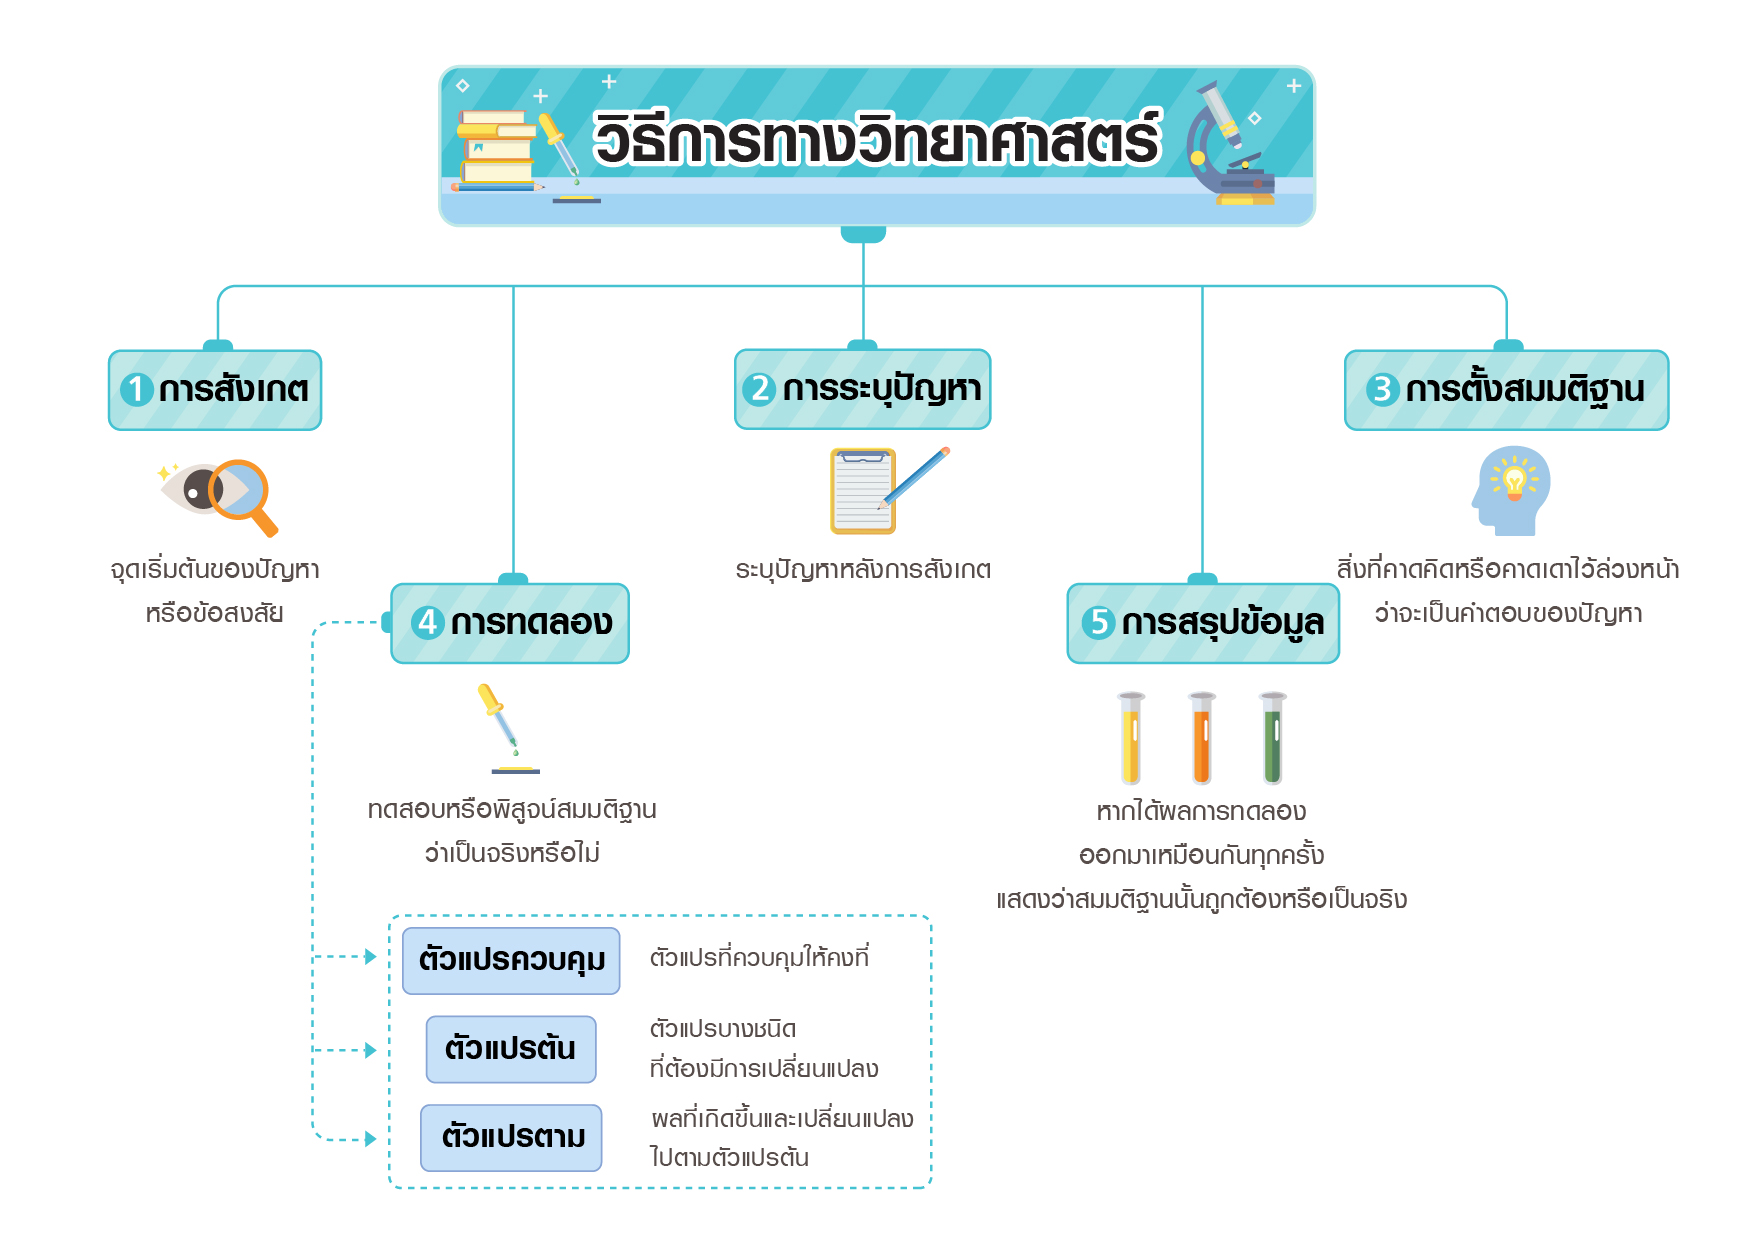 วิธีการทางวิทยาศาสตร์
1 การสังเกต
จุดเริ่มต้นของปัญหา
หรือข้อสงสัย
2 การระบุปัญหา
ระบุปัญหาหลังการสังเกต
3 การตั้งสมมติฐาน
สิ่งที่คาดคิดหรือคาดเดาไว้ล่วงหน้า
ว่าจะเป็นคำตอบของปัญหา
4 การทดลอง
ทดสอบหรือพิสูจน์สมมติฐาน
ว่าเป็นจริงหรือไม่
5 การสรุปข้อมูล
หากได้ผลการทดลอง
ออกมาเหมือนกันทุกครั้ง
แสดงว่าสมมติฐานนั้นถูกต้องหรือเป็นจริง
ตัวแปรควบคุม
ตัวแปรที่ควบคุมให้คงที่
ตัวแปรต้น
ตัวแปรบางชนิด
ที่ต้องมีการเปลี่ยนแปลง
ตัวแปรตาม
ผลที่เกิดขึ้นและเปลี่ยนแปลง
ไปตามตัวแปรต้น